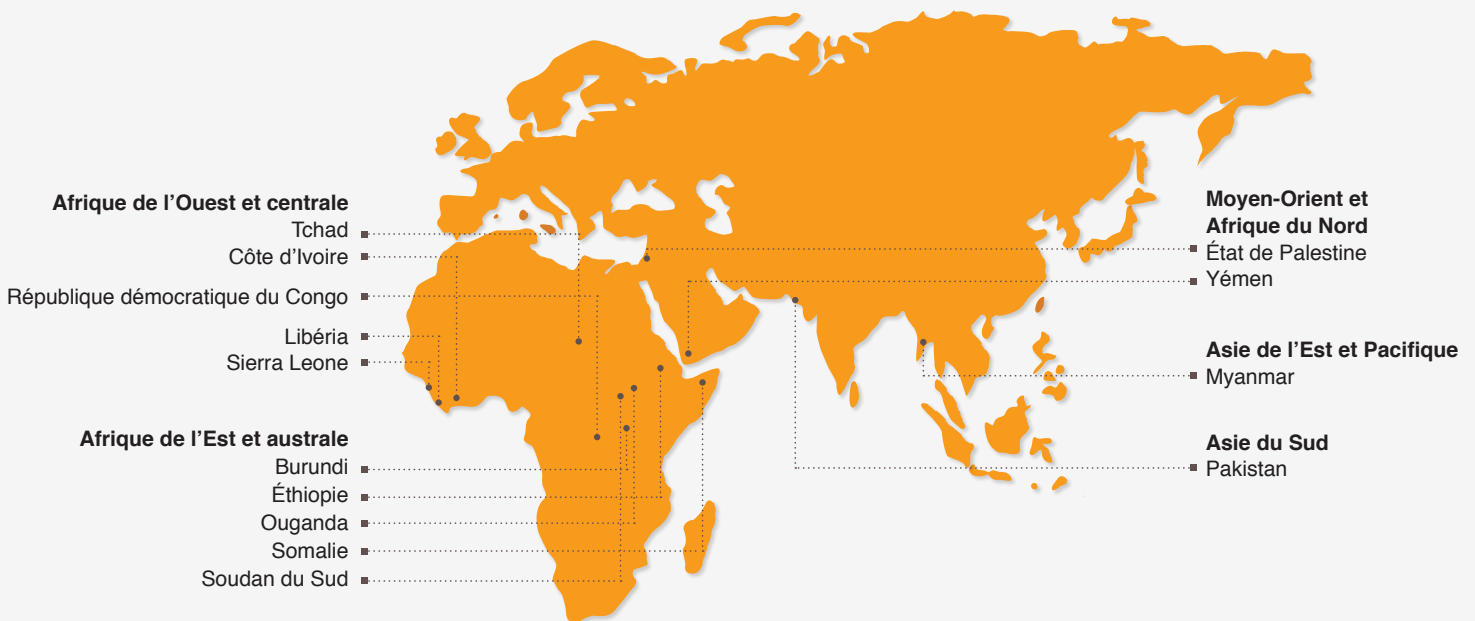 Afrique de l’Ouest et centrale
Tchad
Côte d’Ivoire
République démocratique du Congo
Libéria
Sierra Leone
Afrique de l’Est et australe
Burundi
Éthiopie
Ouganda
Somalie
Soudan du Sud
Moyen-Orient et
Afrique du Nord
État de Palestine
Yémen
Asie de l’Est et Pacifique
Myanmar
Asie du Sud
Pakistan